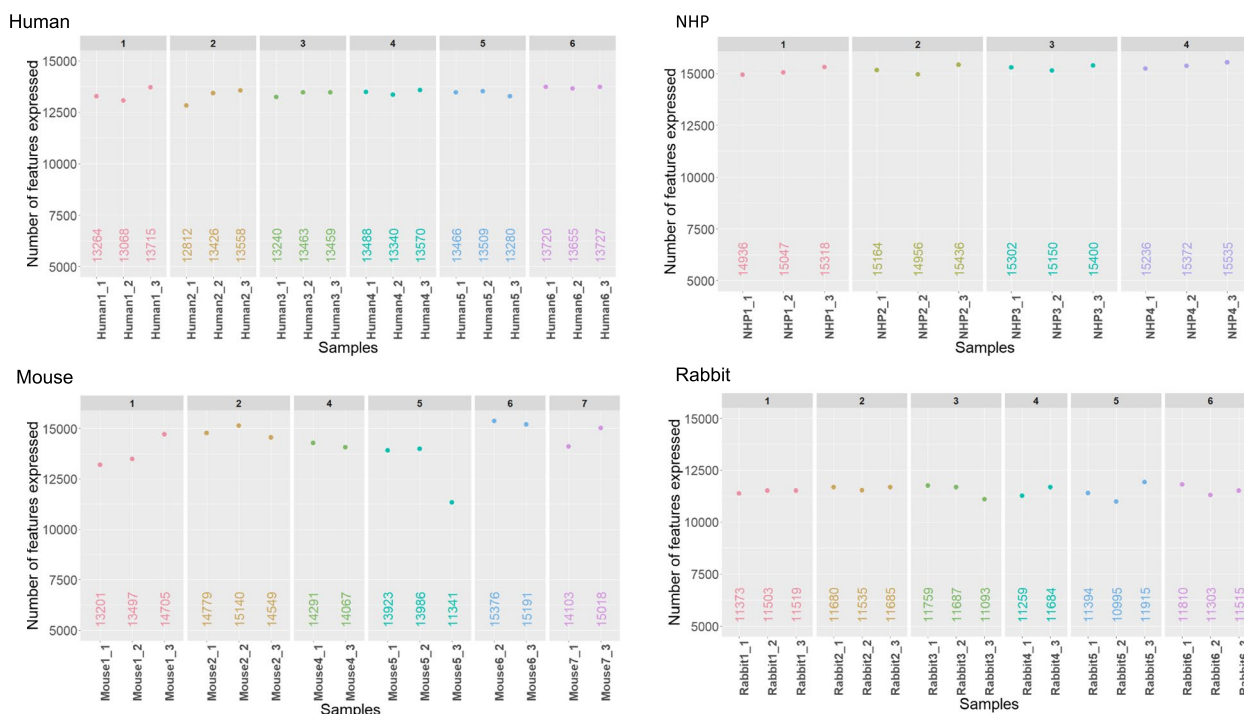 Human
1 2 3 4 5 6
Number of features expressed
15000
12500
10000
7500
5000
13264 13068 13715 12812 13426 13558 13240 13463 13459 13488 13340 13570 13466 13509 13280 13720 13655 13727
Human1_1 Human1_2 Human1_3 Human2_1 Human2_2 Human2_3 Human3_1 Human3_2 Human3_3 Human4_1 Human4_2 Human4_3 Human5_1 Human5_2 Human5_3 Human6_1 Human6_2 Human6_3
Samples
NHP
1 2 3 4
Number of features expressed
15000
12500
10000
7500
5000
14936 15047 15318 15164 14956 15436 15302 15150 15400 15236 15372 15535
NHP1_1 NHP1_2 NHP1_3 NHP2_1 NHP2_2 NHP2_3 NHP3_1 NHP3_2 NHP3_3 NHP4_1 NHP4_2 NHP4_3
Samples
Mouse
1 2 4 5 6 7
Number of features expressed
15000
12500
10000
7500
5000
13201 13497 14705 14779 15140 14549 14291 14067 13923 13986 11341 15376 15191 14103 15018
Mouse1_1 Mouse1_2 Mouse1_3 Mouse2_1 Mouse2_2 Mouse2_3 Mouse4_1 Mouse4_3 Mouse5_1 Mouse5_2 Mouse5_3 Mouse6_2 Mouse6_3 Mouse7_1 Mouse7_3
Samples
Rabbit
1 2 3 4 5 6
Number of features expressed
15000
12500
10000
7500
5000
11373 11503 11519 11680 11535 11685 11759 11687 11093 11259 11684 11394 10995 11915 11810 11303 11515
Rabbit1_1 Rabbit1_2 Rabbit1_3 Rabbit2_1 Rabbit2_2 Rabbit2_3 Rabbit3_1 Rabbit3_2 Rabbit3_3 Rabbit4_1 Rabbit4_3 Rabbit5_1 Rabbit5_2 Rabbit5_3 Rabbit6_1 Rabbit6_2 Rabbit6_3
Samples